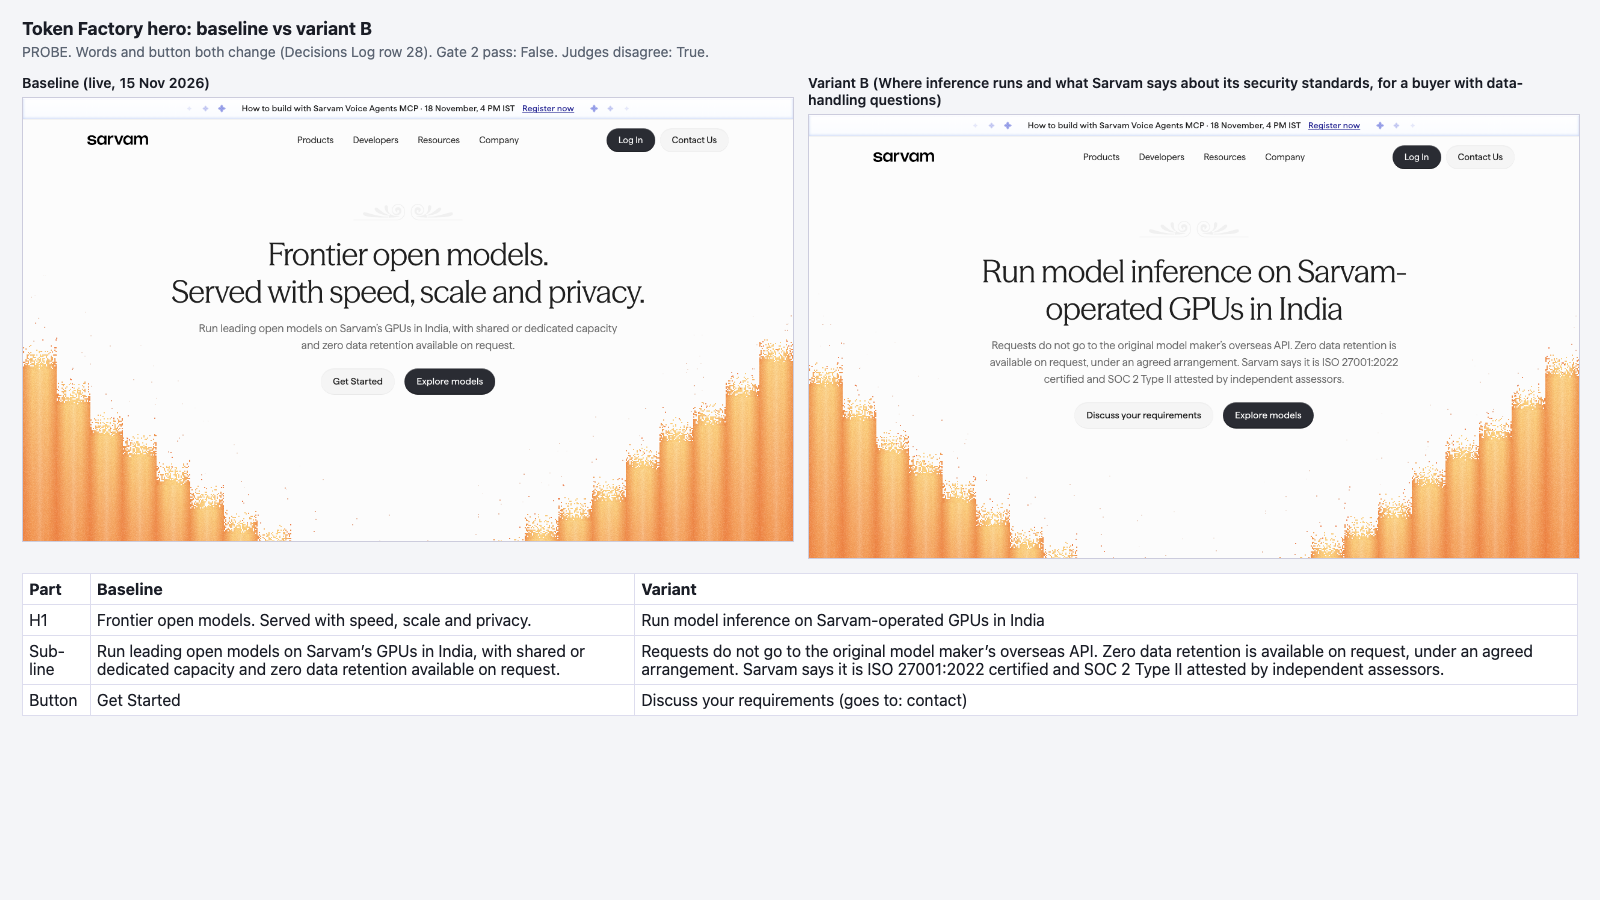 Token Factory hero: baseline vs variant B
PROBE. Words and button both change (Decisions Log row 28). Gate 2 pass: False. Judges disagree: True.
Baseline (live, 15 Nov 2026)
How to build with Sarvam Voice Agents MCP · 18 November, 4 PM IST Register now
sarvam Products Developers Resources Company Log In Contact Us
Frontier open models.
Served with speed, scale and privacy.
Run leading open models on Sarvam's GPUs in India, with shared or dedicated capacity
and zero data retention available on request.
Get Started Explore models
Variant B (Where inference runs and what Sarvam says about its security standards, for a buyer with data-
handling questions)
How to build with Sarvam Voice Agents MCP · 18 November, 4 PM IST Register now
sarvam Products Developers Resources Company Log In Contact Us
Run model inference on Sarvam-
operated GPUs in India
Requests do not go to the original model maker's overseas API. Zero data retention is
available on request, under an agreed arrangement. Sarvam says it is ISO 27001:2022
certified and SOC 2 Type II attested by independent assessors.
Discuss your requirements Explore models
Part Baseline Variant
H1 Frontier open models. Served with speed, scale and privacy. Run model inference on Sarvam-operated GPUs in India
Sub-
line
Run leading open models on Sarvam's GPUs in India, with shared or
dedicated capacity and zero data retention available on request.
Requests do not go to the original model maker's overseas API. Zero data retention is available on request, under an agreed
arrangement. Sarvam says it is ISO 27001:2022 certified and SOC 2 Type II attested by independent assessors.
Button Get Started Discuss your requirements (goes to: contact)